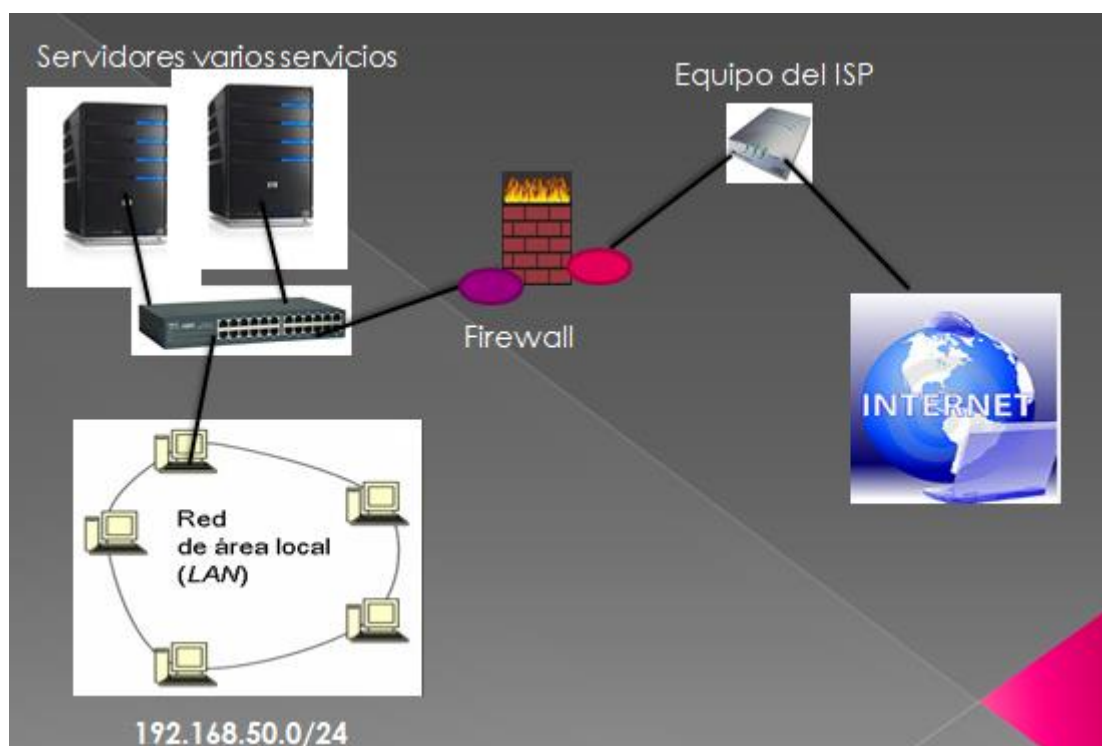 Servidores varios servicios
Equipo del ISP
Firewall
INTERNET
Red
de área local
(LAN)
192.168.50.0/24